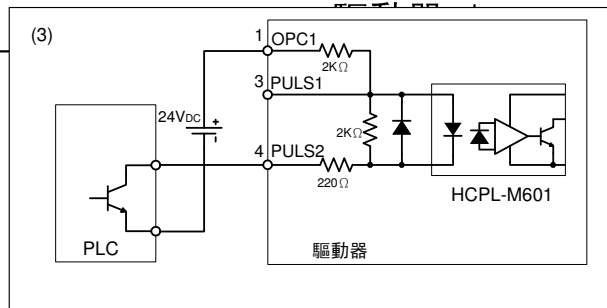 (3)
1 OPC1
2KΩ
3 PULS1
24VDC
+
-
2KΩ
4 PULS2
220Ω
HCPL-M601
PLC
驅動器